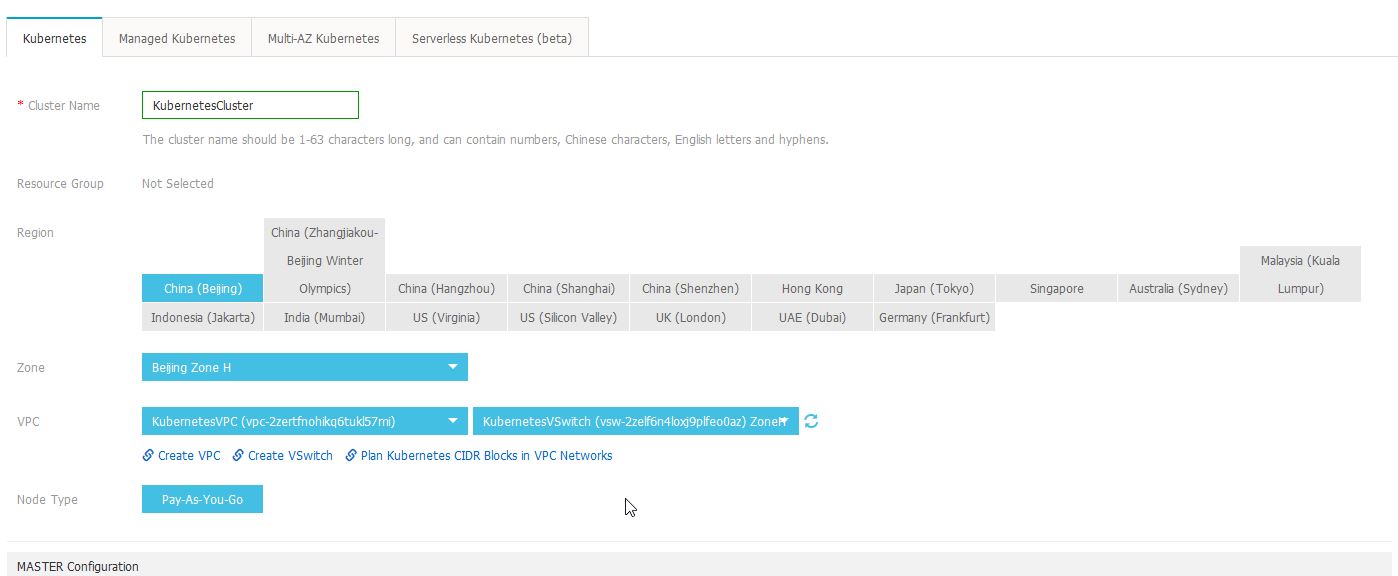 Kubernetes
Managed Kubernetes
Multi-AZ Kubernetes
Serverless Kubernetes (beta)
* Cluster Name
KubernetesCluster
The cluster name should be 1-63 characters long, and can contain numbers, Chinese characters, English letters and hyphens.
Resource Group
Not Selected
Region
China (Beijing)
China (Zhangjiakou-
Beijing Winter
Olympics)
China (Hangzhou)
China (Shanghai)
China (Shenzhen)
Hong Kong
Japan (Tokyo)
Singapore
Australia (Sydney)
Malaysia (Kuala
Lumpur)
Indonesia (Jakarta)
India (Mumbai)
US (Virginia)
US (Silicon Valley)
UK (London)
UAE (Dubai)
Germany (Frankfurt)
Zone
Beijing Zone H
VPC
KubernetesVPC (vpc-2zertfnohikq6tukl57mi)
KubernetesVSwitch (vsw-2zelf6n4loxj9plfeo0az) ZoneH
Create VPC
Create VSwitch
Plan Kubernetes CIDR Blocks in VPC Networks
Node Type
Pay-As-You-Go
MASTER Configuration